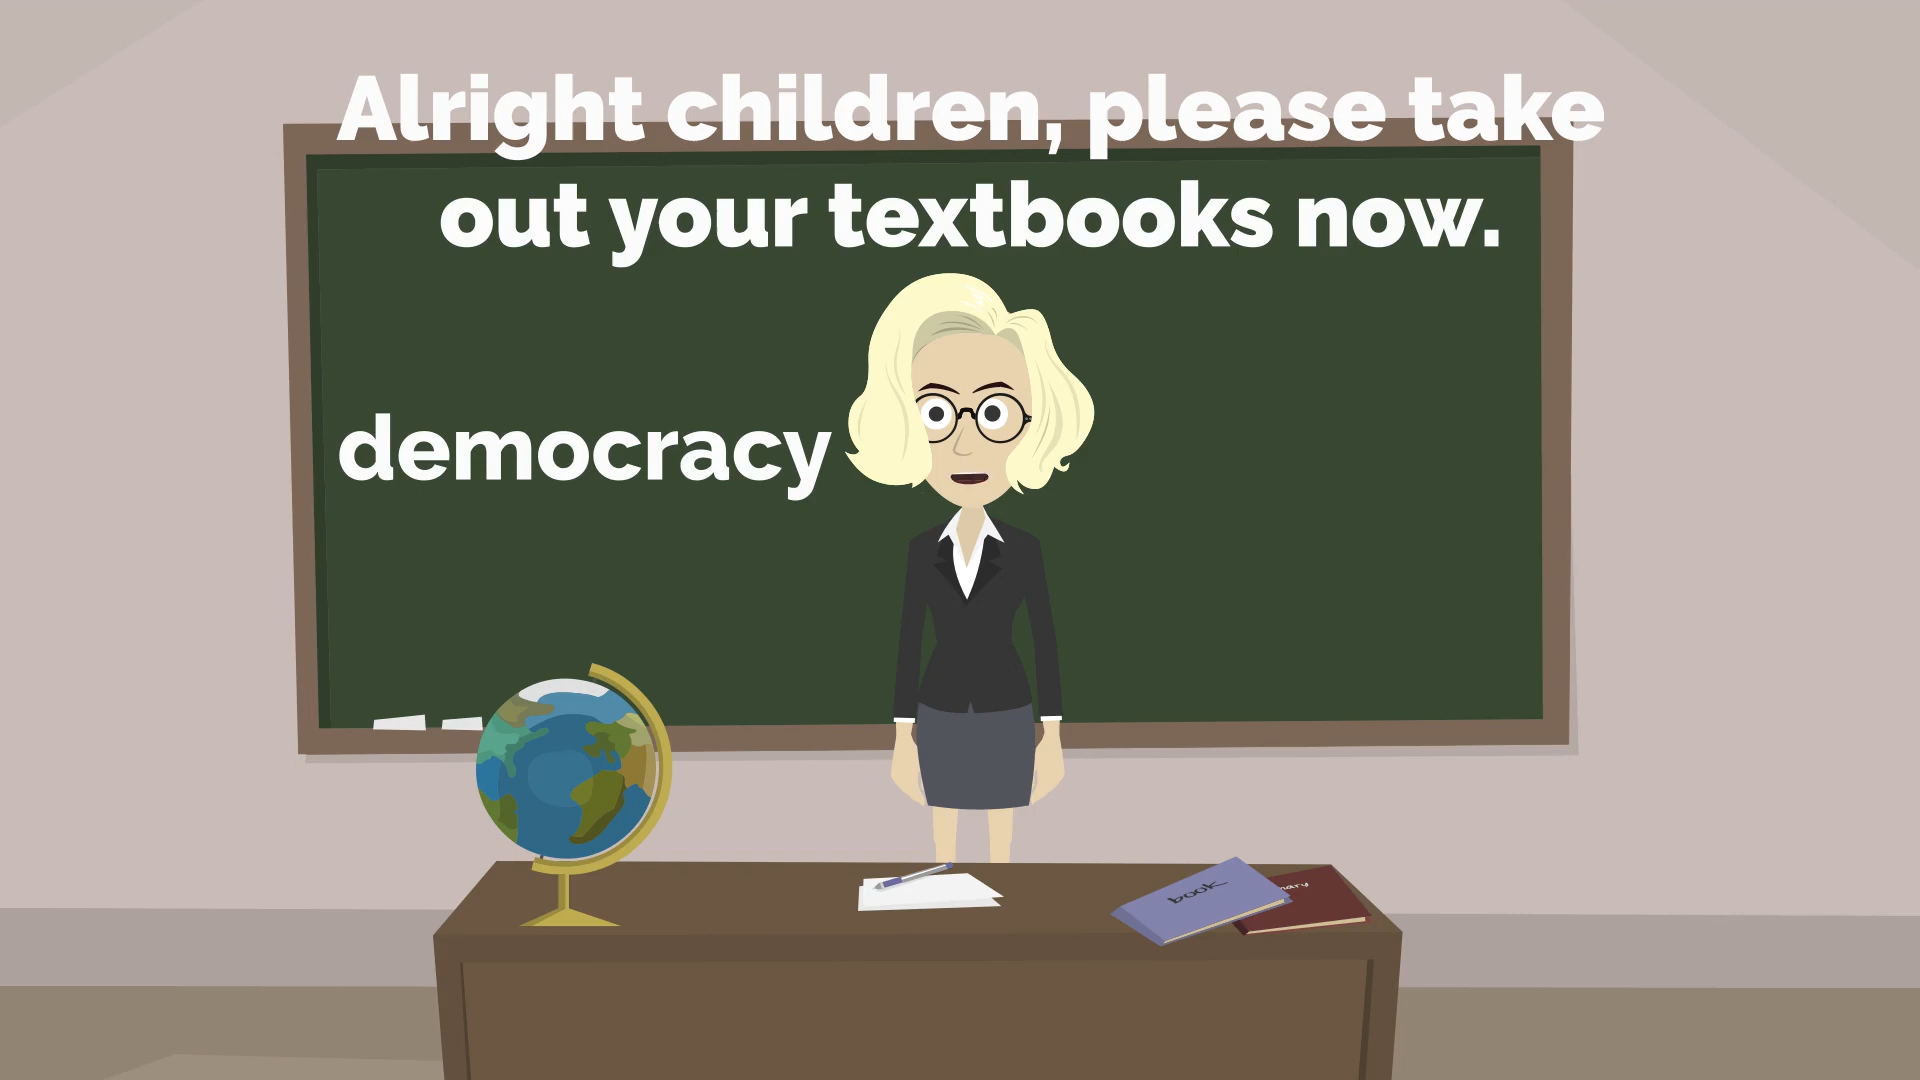 Alright children, please take
out your textbooks now.
democracy
book